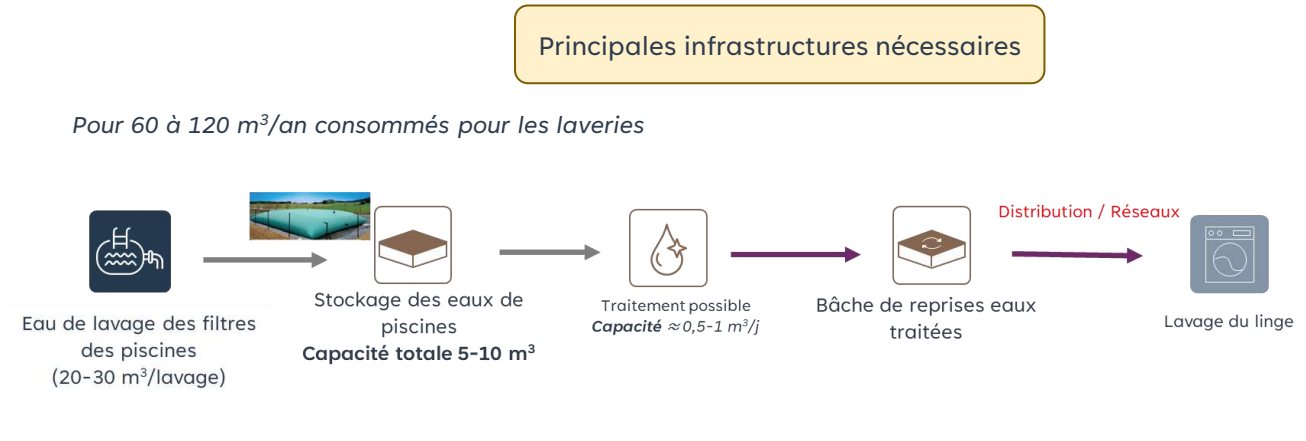 Principales infrastructures nécessaires
Pour 60 à 120 m³/an consommés pour les laveries
Distribution / Réseaux
Eau de lavage des filtres
des piscines
(20-30 m³/lavage)
Stockage des eaux de
piscines
Capacité totale 5-10 m³
Traitement possible
Capacité ≈ 0,5-1 m³/j
Bâche de reprises eaux
traitées
Lavage du linge